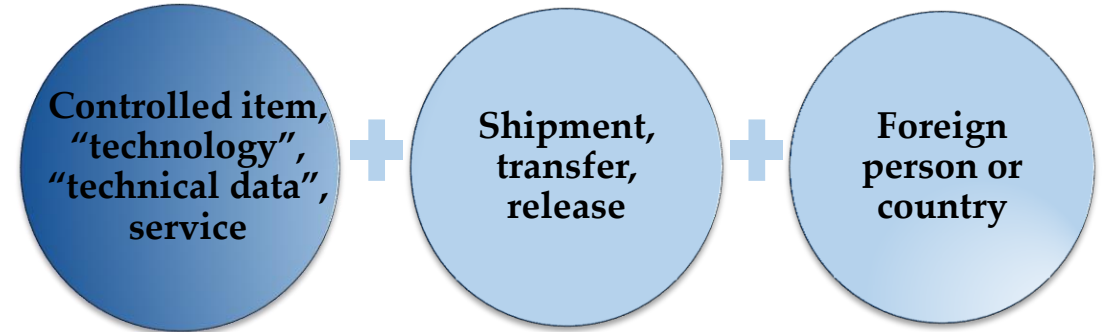 Controlled item,
“technology”,
“technical data”,
service
Shipment,
transfer,
release
Foreign
person or
country